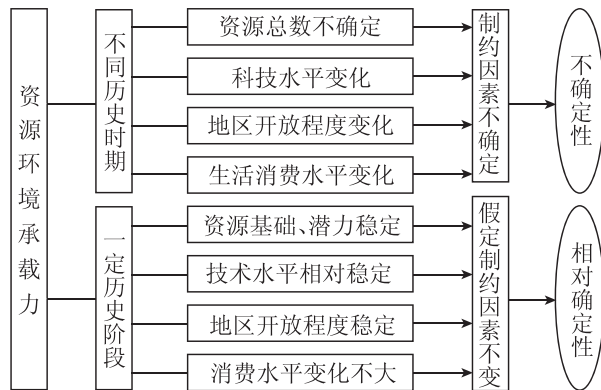 资源环境承载力
不同历史时期
资源总数不确定
科技水平变化
地区开放程度变化
生活消费水平变化
制约因素不确定
不确定性
一定历史阶段
资源基础、潜力稳定
技术水平相对稳定
地区开放程度稳定
消费水平变化不大
假定制约因素不变
相对确定性